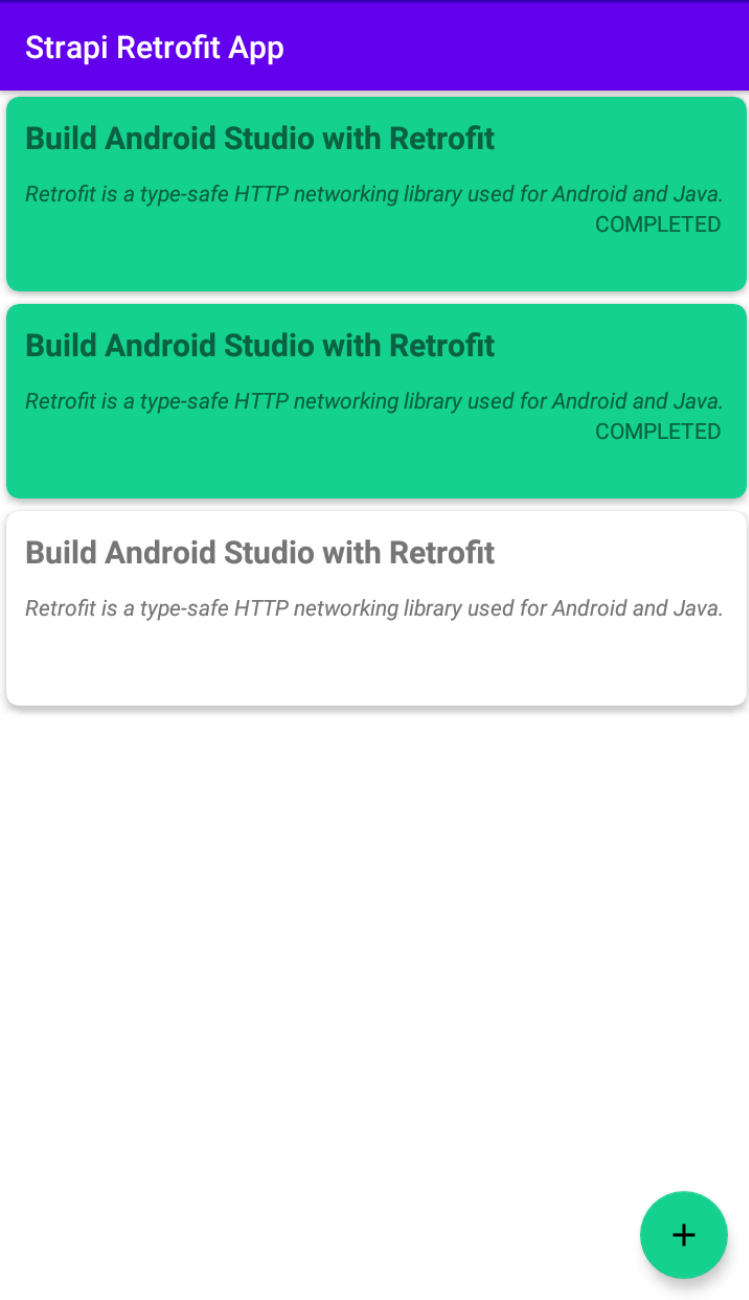 Strapi Retrofit App
Build Android Studio with Retrofit
Retrofit is a type-safe HTTP networking library used for Android and Java.
COMPLETED
Build Android Studio with Retrofit
Retrofit is a type-safe HTTP networking library used for Android and Java.
COMPLETED
Build Android Studio with Retrofit
Retrofit is a type-safe HTTP networking library used for Android and Java.
+